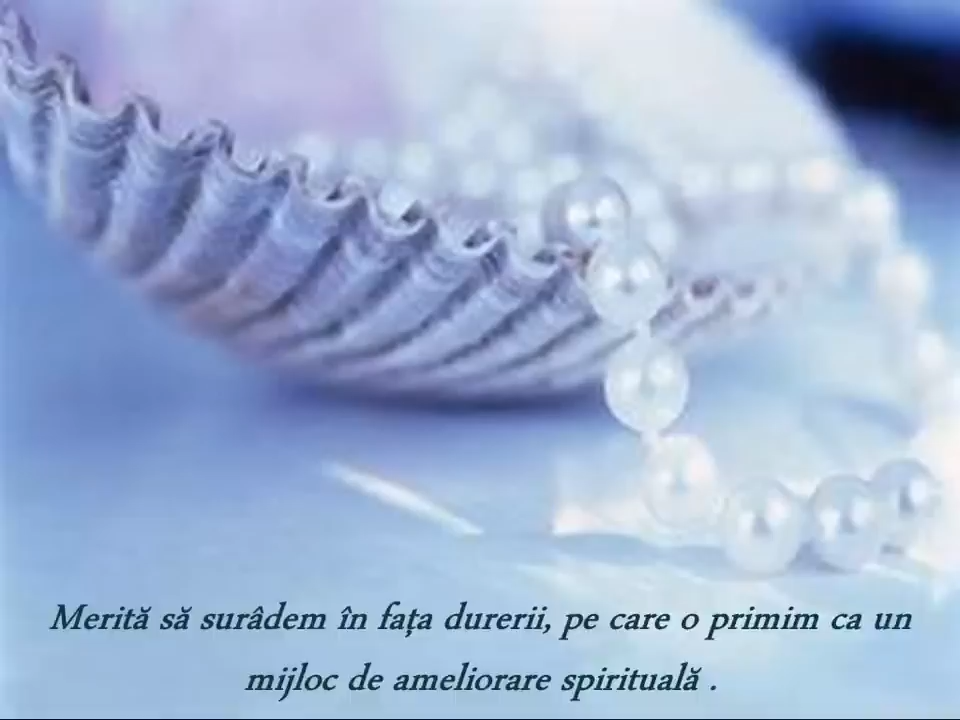 Merită să surâdem în fața durerii, pe care o primim ca un
mijloc de ameliorare spirituală .